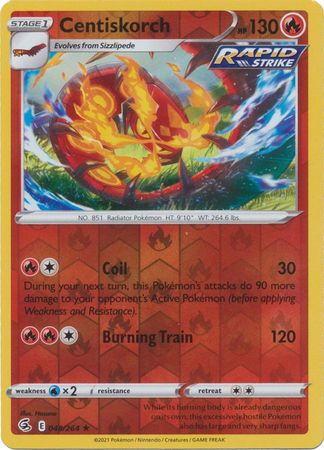 STAGE 1
Centiskorch
HP 130
Evolves from Sizzlipede
RAPID
STRIKE
NO. 851 Radiator Pokémon HT: 9'10" WT: 264.6 lbs.
Coil 30
During your next turn, this Pokémon's attacks do 90
more damage to your opponent's Active Pokémon (before applying
Weakness and Resistance).
Burning Train 120
weakness ×2 resistance retreat
Illus. Hasuno
While its burning body is already
dangerous on its own, this excessively hostile Pokémon
also has large and very sharp fangs.
E 048/264 ★
©2021 Pokémon / Nintendo / Creatures / GAME FREAK